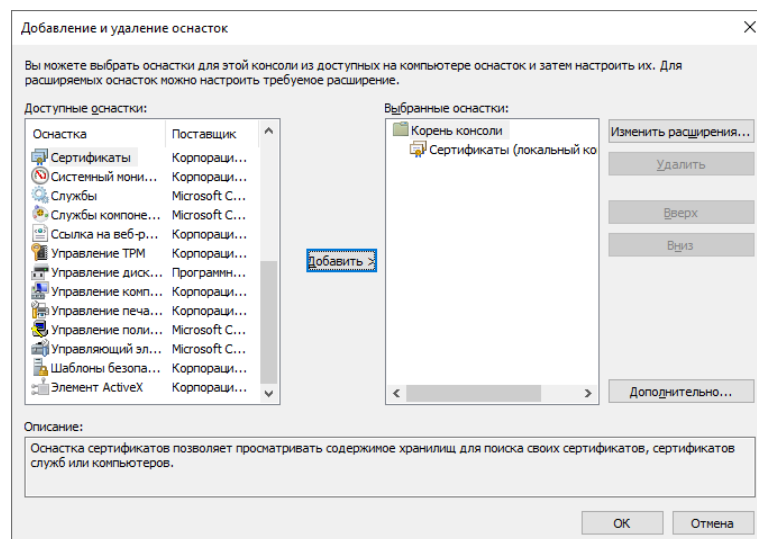 Добавление и удаление оснасток
Вы можете выбрать оснастки для этой консоли из доступных на компьютере оснасток и затем настроить их. Для
расширяемых оснасток можно настроить требуемое расширение.
Доступные оснастки:
Оснастка Поставщик
Сертификаты Корпораци...
Системный мони... Корпораци...
Службы Microsoft C...
Службы компоне... Microsoft C...
Ссылка на веб-р... Корпораци...
Управление TPM Корпораци...
Управление диск... Программн...
Управление комп... Корпораци...
Управление печа... Корпораци...
Управление поли... Microsoft C...
Управляющий эл... Microsoft C...
Шаблоны безопа... Корпораци...
Элемент ActiveX Корпораци...
Добавить >
Выбранные оснастки:
Корень консоли
Сертификаты (локальный ко
Изменить расширения...
Удалить
Вверх
Вниз
Дополнительно...
Описание:
Оснастка сертификатов позволяет просматривать содержимое хранилищ для поиска своих сертификатов, сертификатов
служб или компьютеров.
ОК Отмена